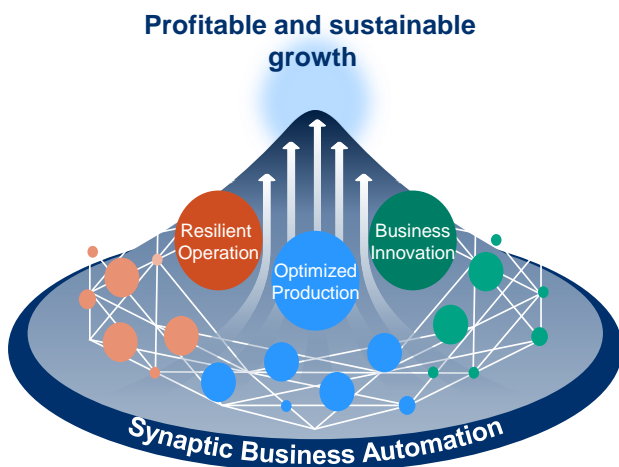 Profitable and sustainable
growth
Resilient
Operation
Business
Innovation
Optimized
Production
Synaptic Business Automation